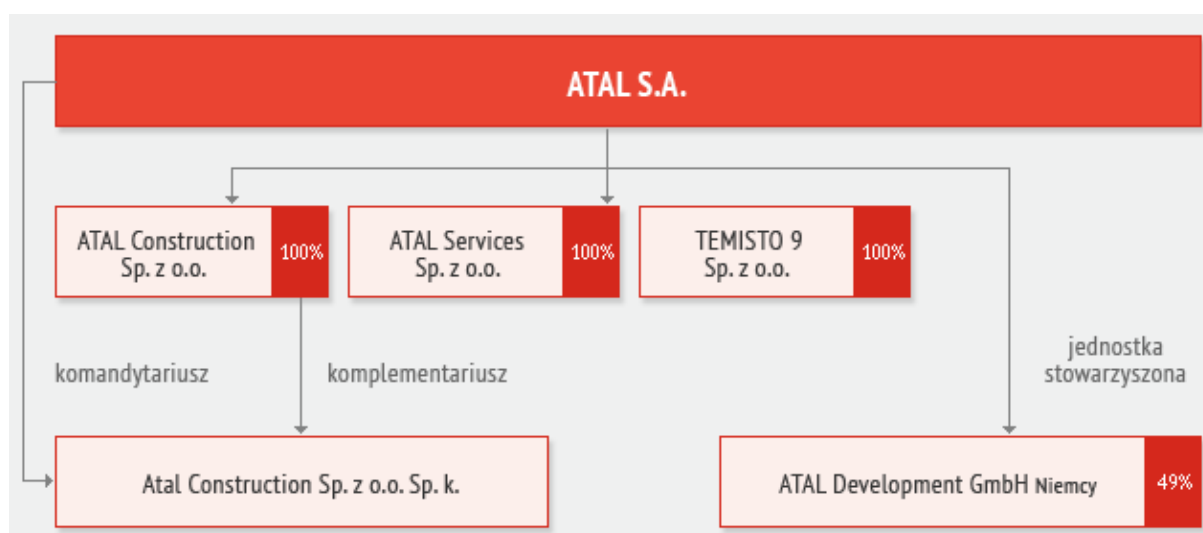 ATAL S.A.
ATAL Construction
Sp. z o.o.
100%
ATAL Services
Sp. z o.o.
100%
TEMISTO 9
Sp. z o.o.
100%
komandytariusz
komplementariusz
jednostka
stowarzyszona
Atal Construction Sp. z o.o. Sp. k.
ATAL Development GmbH Niemcy
49%